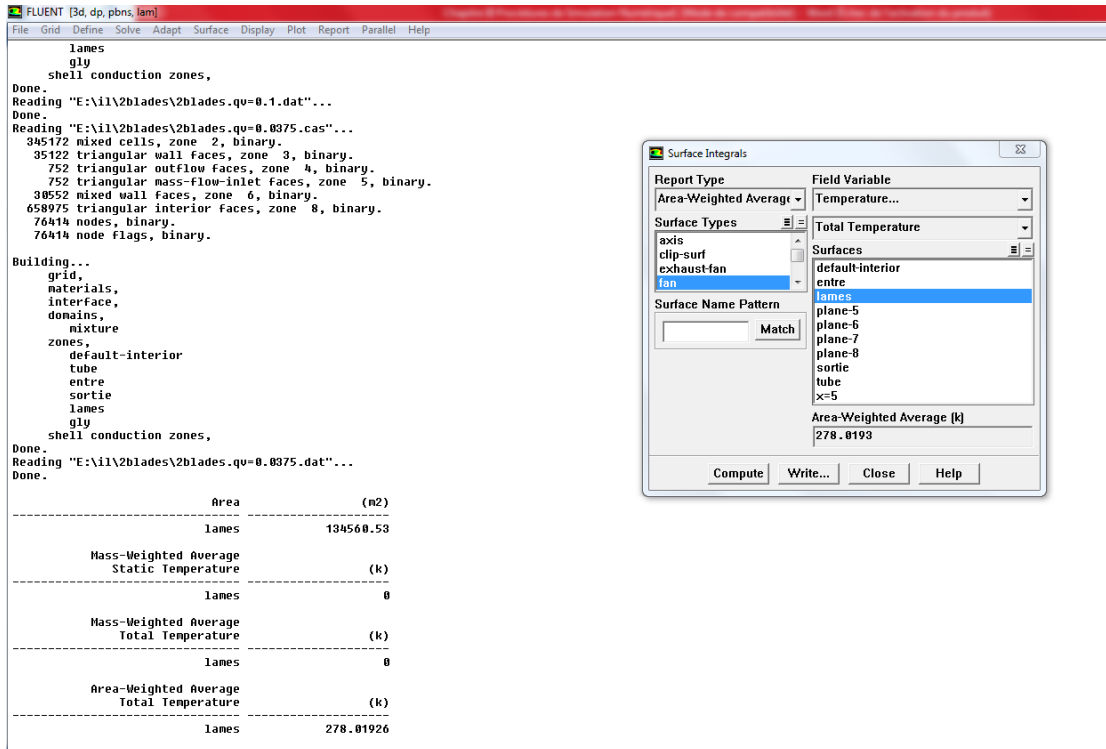 FLUENT [3d, dp, pbns, lam]
File Grid Define Solve Adapt Surface Display Plot Report Parallel Help
lames
gly
shell conduction zones,
Done.
Reading "E:\il\2blades\2blades.qv=0.1.dat"...
Done.
Reading "E:\il\2blades\2blades.qv=0.0375.cas"...
345172 mixed cells, zone 2, binary.
35122 triangular wall faces, zone 3, binary.
752 triangular outflow faces, zone 4, binary.
752 triangular mass-flow-inlet faces, zone 5, binary.
30552 mixed wall faces, zone 6, binary.
658975 triangular interior faces, zone 8, binary.
76414 nodes, binary.
76414 node flags, binary.
Building...
grid,
materials,
interface,
domains,
mixture
zones,
default-interior
tube
entre
sortie
lames
gly
shell conduction zones,
Done.
Reading "E:\il\2blades\2blades.qv=0.0375.dat"...
Done.
Area (m2)
lames 134560.53
Mass-Weighted Average
Static Temperature (k)
lames 0
Mass-Weighted Average
Total Temperature (k)
lames 0
Area-Weighted Average
Total Temperature (k)
lames 278.01926
Surface Integrals
Report Type
Area-Weighted Average
Surface Types
axis
clip-surf
exhaust-fan
fan
Surface Name Pattern
Match
Field Variable
Temperature...
Total Temperature
Surfaces
default-interior
entre
lames
plane-5
plane-6
plane-7
plane-8
sortie
tube
x=5
Area-Weighted Average (k)
278.0193
Compute Write... Close Help